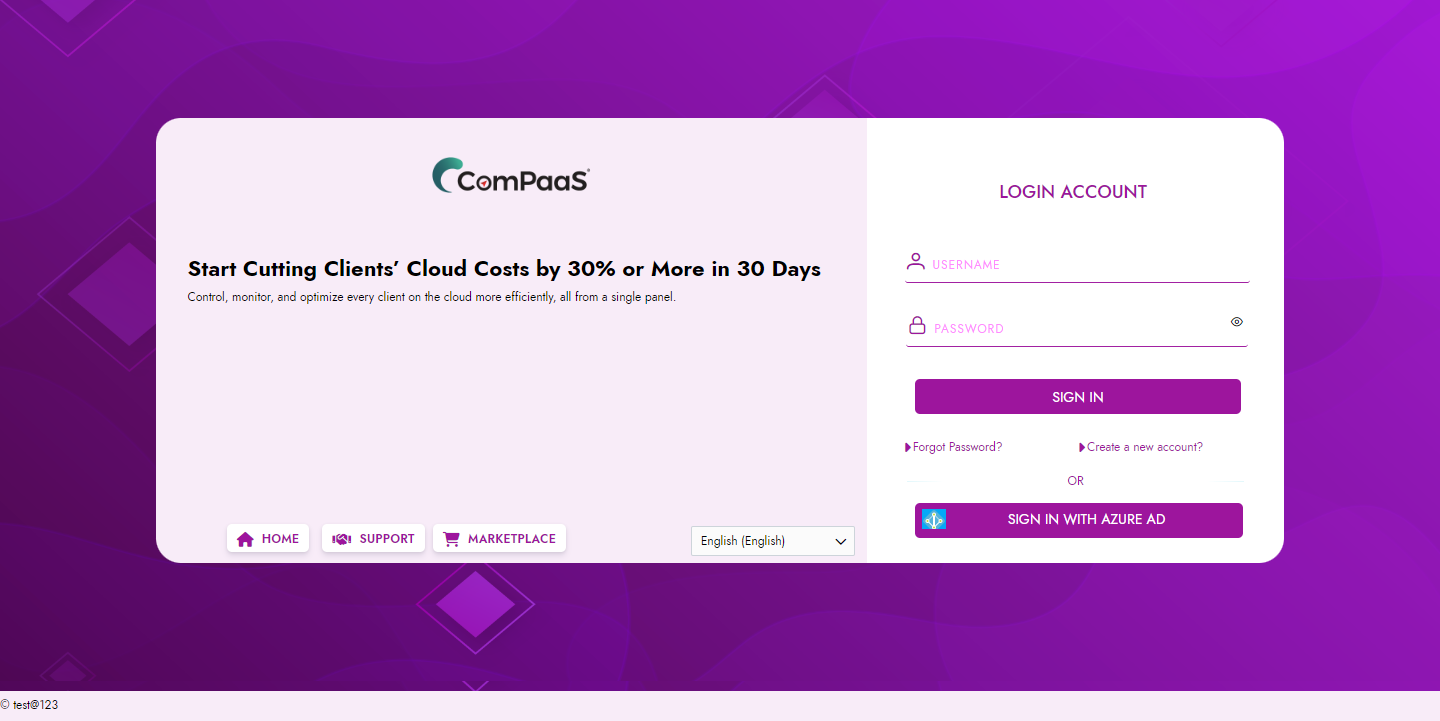 ComPaaS®
Start Cutting Clients’ Cloud Costs by 30% or More in 30 Days
Control, monitor, and optimize every client on the cloud more efficiently, all from a single panel.
HOME
SUPPORT
MARKETPLACE
English (English)
LOGIN ACCOUNT
USERNAME
PASSWORD
SIGN IN
Forgot Password?
Create a new account?
OR
SIGN IN WITH AZURE AD
© test@123